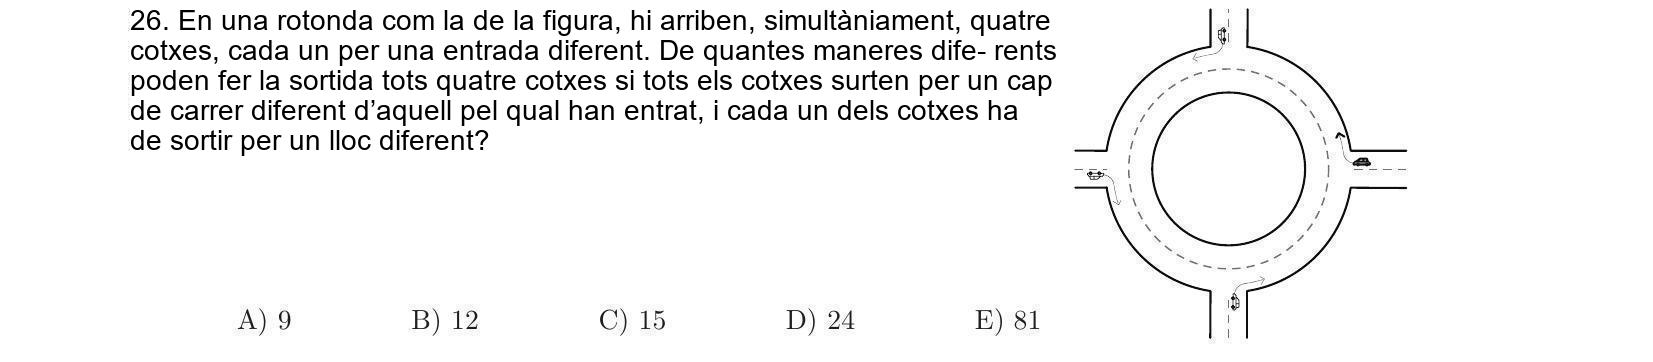 26. En una rotonda com la de la figura, hi arriben, simultàniament, quatre
cotxes, cada un per una entrada diferent. De quantes maneres dife- rents
poden fer la sortida tots quatre cotxes si tots els cotxes surten per un cap
de carrer diferent d’aquell pel qual han entrat, i cada un dels cotxes ha
de sortir per un lloc diferent?
A) 9 B) 12 C) 15 D) 24 E) 81